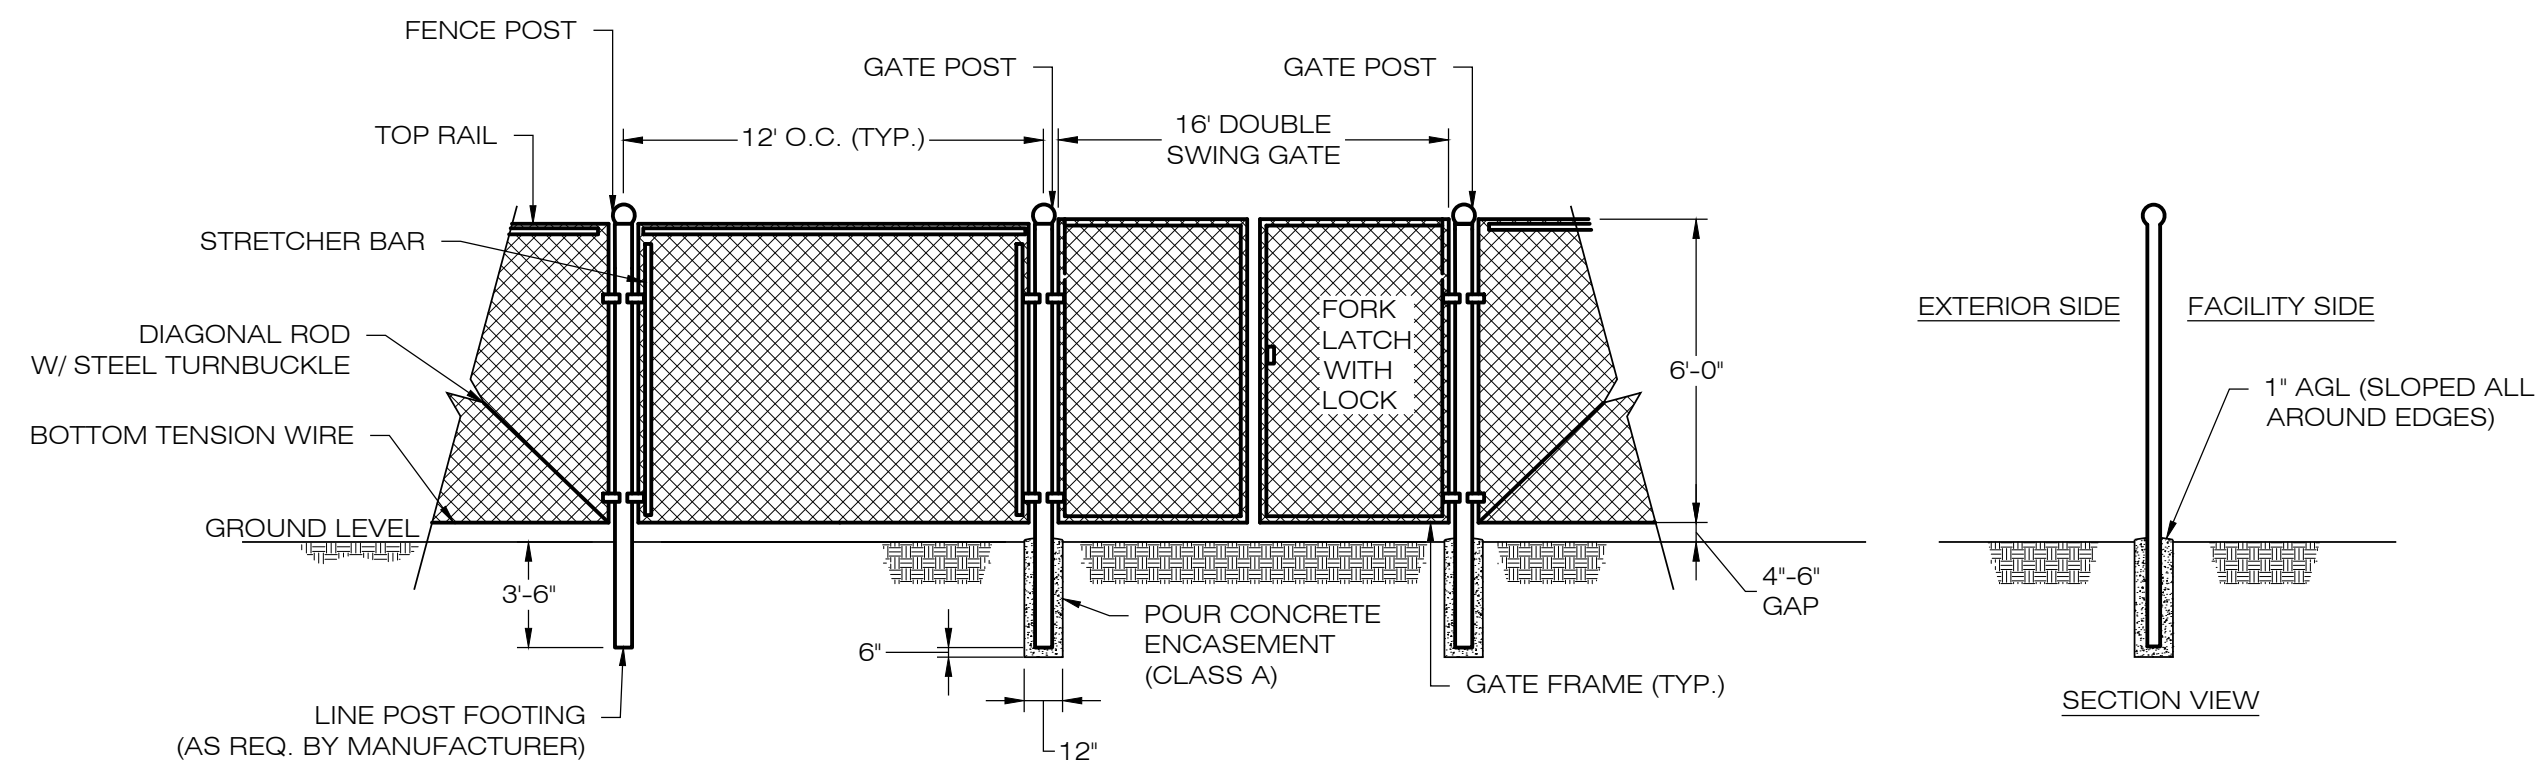 FENCE POST
GATE POST
GATE POST
TOP RAIL
12' O.C. (TYP.)
16' DOUBLE
SWING GATE
STRETCHER BAR
DIAGONAL ROD
W/ STEEL TURNBUCKLE
BOTTOM TENSION WIRE
GROUND LEVEL
FORK
LATCH
WITH
LOCK
6'-0"
3'-6"
4"-6"
GAP
6"
POUR CONCRETE
ENCASEMENT
(CLASS A)
GATE FRAME (TYP.)
LINE POST FOOTING
(AS REQ. BY MANUFACTURER)
12"
EXTERIOR SIDE
FACILITY SIDE
1" AGL (SLOPED ALL
AROUND EDGES)
SECTION VIEW